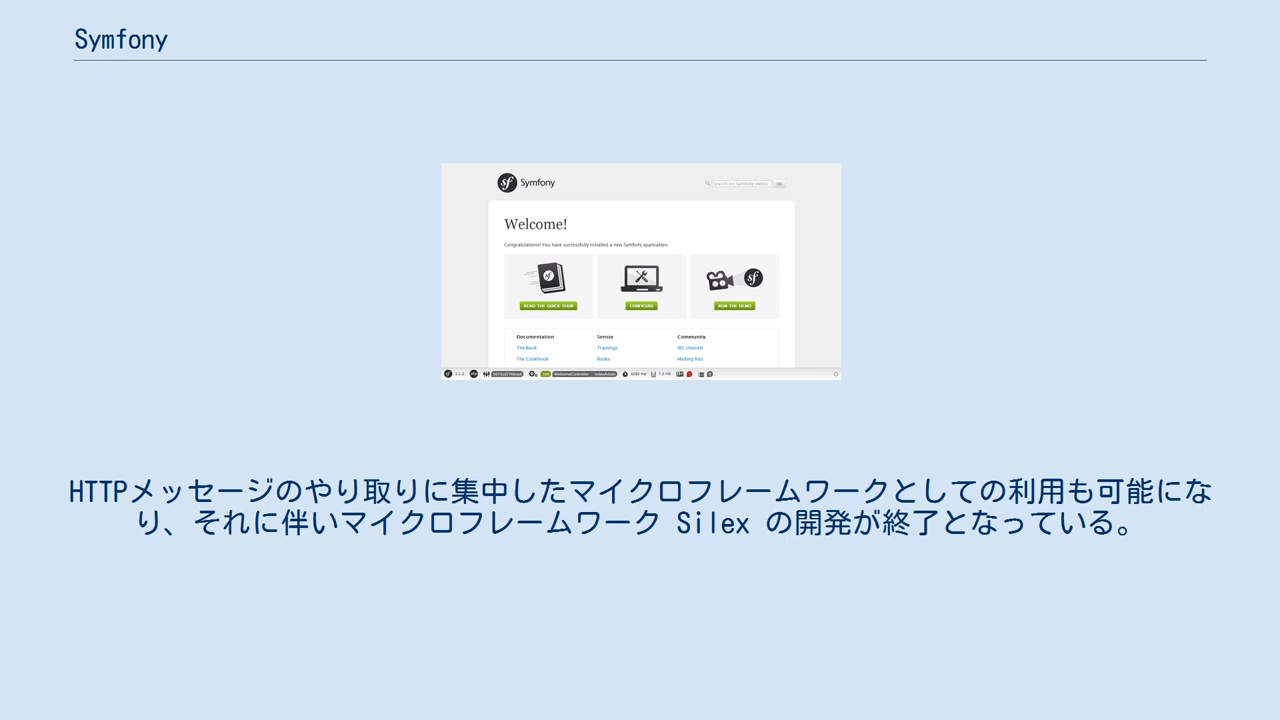 Symfony
Symfony
Welcome!
Congratulations! You have successfully installed a new Symfony application.
READ THE QUICK TOUR
CONFIGURE
RUN THE DEMO
Documentation
Sensio
Community
The Book
Trainings
IRC channel
The Cookbook
Books
Mailing lists
HTTPメッセージのやり取りに集中したマイクロフレームワークとしての利用も可能にな
り、それに伴いマイクロフレームワーク Silex の開発が終了となっている。